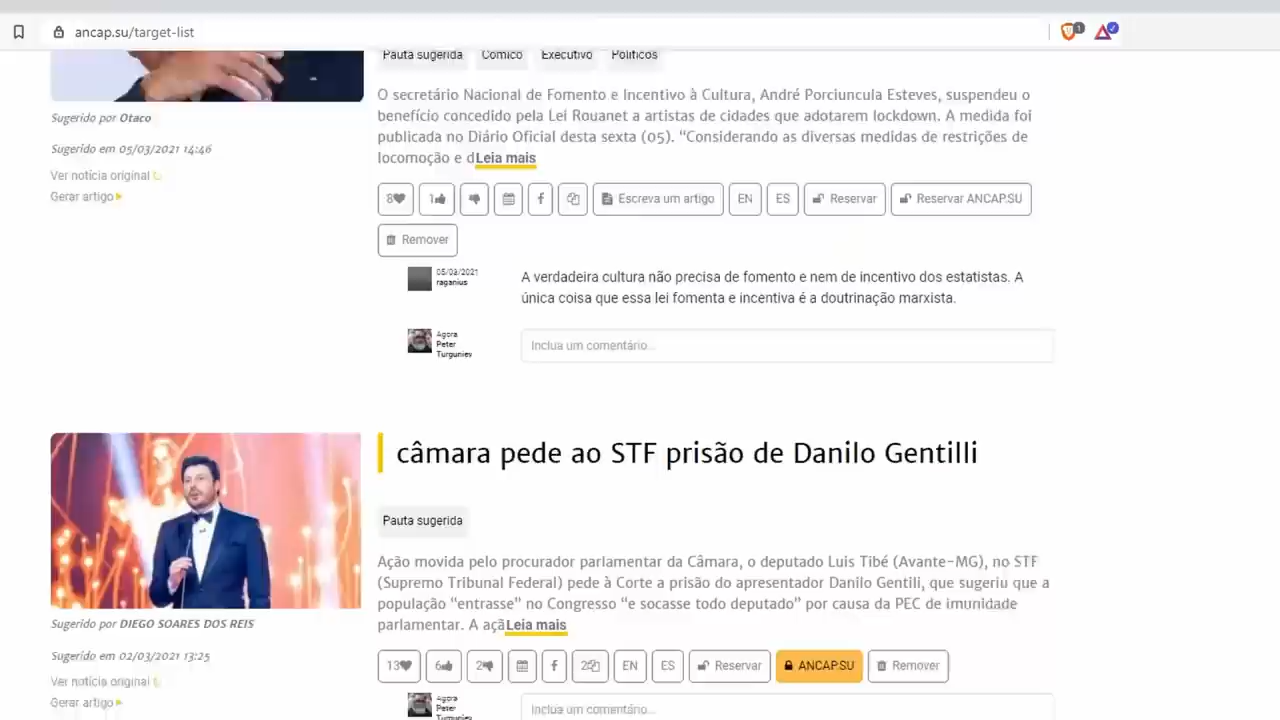 ancap.su/target-list
1
Pauta sugerida Cômico Executivo Políticos
O secretário Nacional de Fomento e Incentivo à Cultura, André Porciuncula Esteves, suspendeu o
benefício concedido pela Lei Rouanet a artistas de cidades que adotarem lockdown. A medida foi
publicada no Diário Oficial desta sexta (05). “Considerando as diversas medidas de restrições de
locomoção e dLeia mais
Sugerido por Otaco
Sugerido em 05/03/2021 14:46
Ver notícia original
Gerar artigo
8 1 Escreva um artigo EN ES Reservar Reservar ANCAP.SU
Remover
05/03/2021
raganius
A verdadeira cultura não precisa de fomento e nem de incentivo dos estatistas. A
única coisa que essa lei fomenta e incentiva é a doutrinação marxista.
Agora
Peter
Turguniev
Inclua um comentário...
câmara pede ao STF prisão de Danilo Gentilli
Pauta sugerida
Ação movida pelo procurador parlamentar da Câmara, o deputado Luis Tibé (Avante-MG), no STF
(Supremo Tribunal Federal) pede à Corte a prisão do apresentador Danilo Gentili, que sugeriu que a
população “entrasse” no Congresso “e socasse todo deputado” por causa da PEC de imunidade
parlamentar. A açãLeia mais
Sugerido por DIEGO SOARES DOS REIS
Sugerido em 02/03/2021 13:25
Ver notícia original
Gerar artigo
13 6 2 2 EN ES Reservar ANCAP.SU Remover
Agora
Peter
Turguniev
Inclua um comentário...